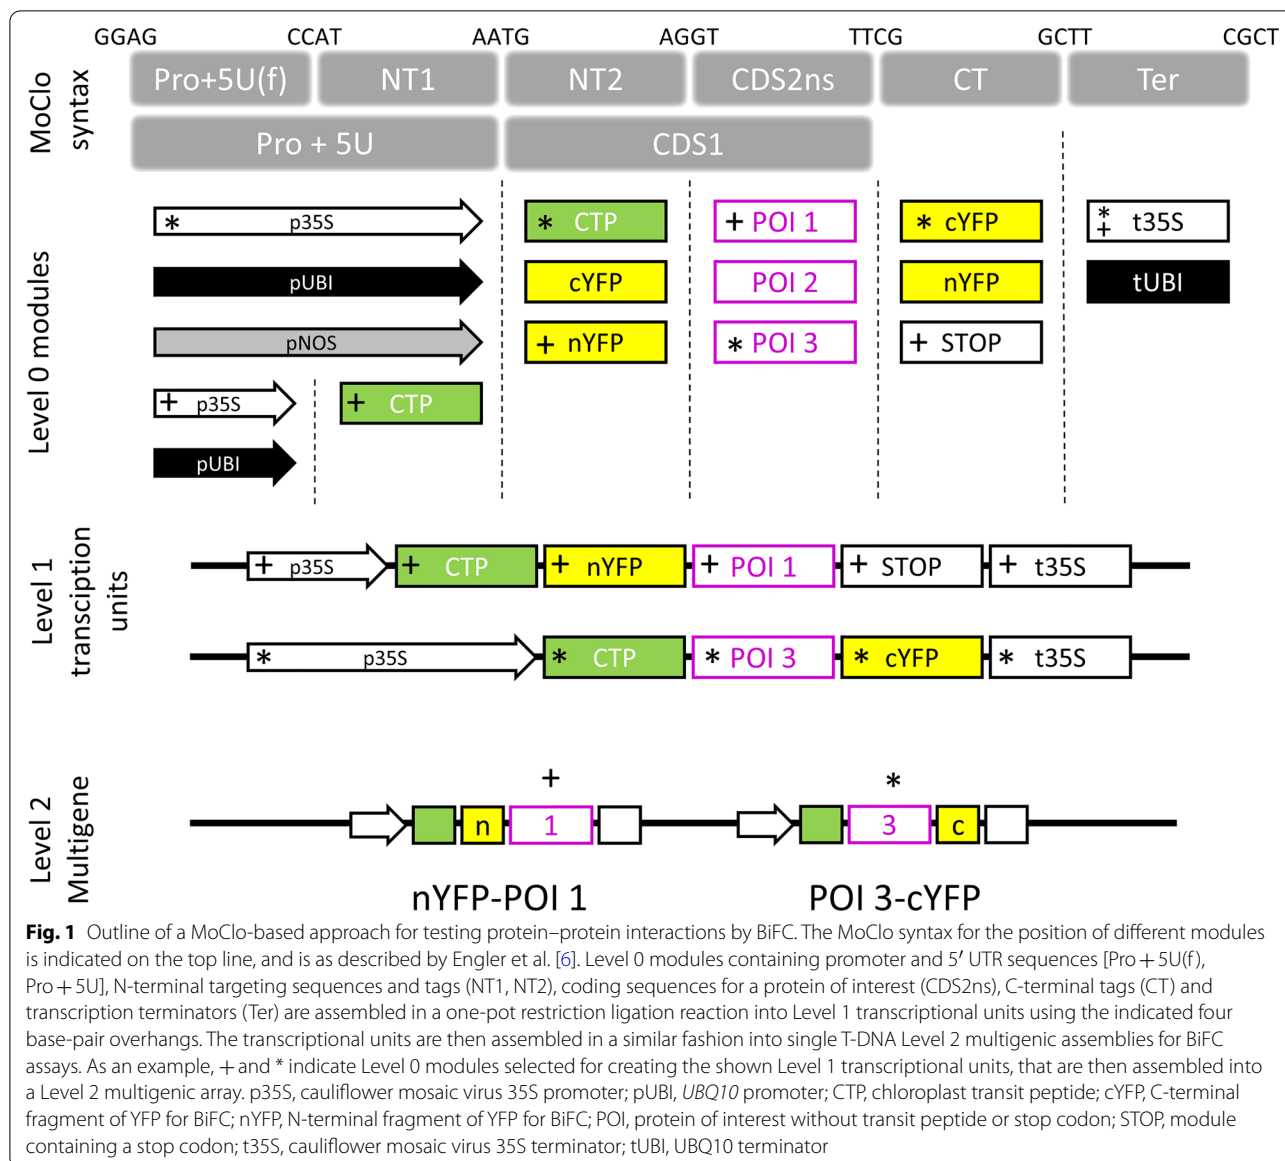 GGAG CCAT AATG AGGT TTCG GCTT CGCT
MoClo
syntax
Pro+5U(f) NT1 NT2 CDS2ns CT Ter
Pro + 5U CDS1
Level 0 modules
* p35S * CTP + POI 1 * cYFP * + t35S
pUBI cYFP POI 2 nYFP tUBI
pNOS + nYFP * POI 3 + STOP
+ p35S + CTP
pUBI
Level 1
transciption
units
+ p35S + CTP + nYFP + POI 1 + STOP + t35S
* p35S * CTP * POI 3 * cYFP * t35S
Level 2
Multigene
+ *
n 1 3 c
nYFP-POI 1 POI 3-cYFP
Fig. 1 Outline of a MoClo-based approach for testing protein–protein interactions by BiFC. The MoClo syntax for the position of different modules
is indicated on the top line, and is as described by Engler et al. [6]. Level 0 modules containing promoter and 5′ UTR sequences [Pro + 5U(f),
Pro + 5U], N-terminal targeting sequences and tags (NT1, NT2), coding sequences for a protein of interest (CDS2ns), C-terminal tags (CT) and
transcription terminators (Ter) are assembled in a one-pot restriction ligation reaction into Level 1 transcriptional units using the indicated four
base-pair overhangs. The transcriptional units are then assembled in a similar fashion into single T-DNA Level 2 multigenic assemblies for BiFC
assays. As an example, + and * indicate Level 0 modules selected for creating the shown Level 1 transcriptional units, that are then assembled into
a Level 2 multigenic array. p35S, cauliflower mosaic virus 35S promoter; pUBI, UBQ10 promoter; CTP, chloroplast transit peptide; cYFP, C-terminal
fragment of YFP for BiFC; nYFP, N-terminal fragment of YFP for BiFC; POI, protein of interest without transit peptide or stop codon; STOP, module
containing a stop codon; t35S, cauliflower mosaic virus 35S terminator; tUBI, UBQ10 terminator